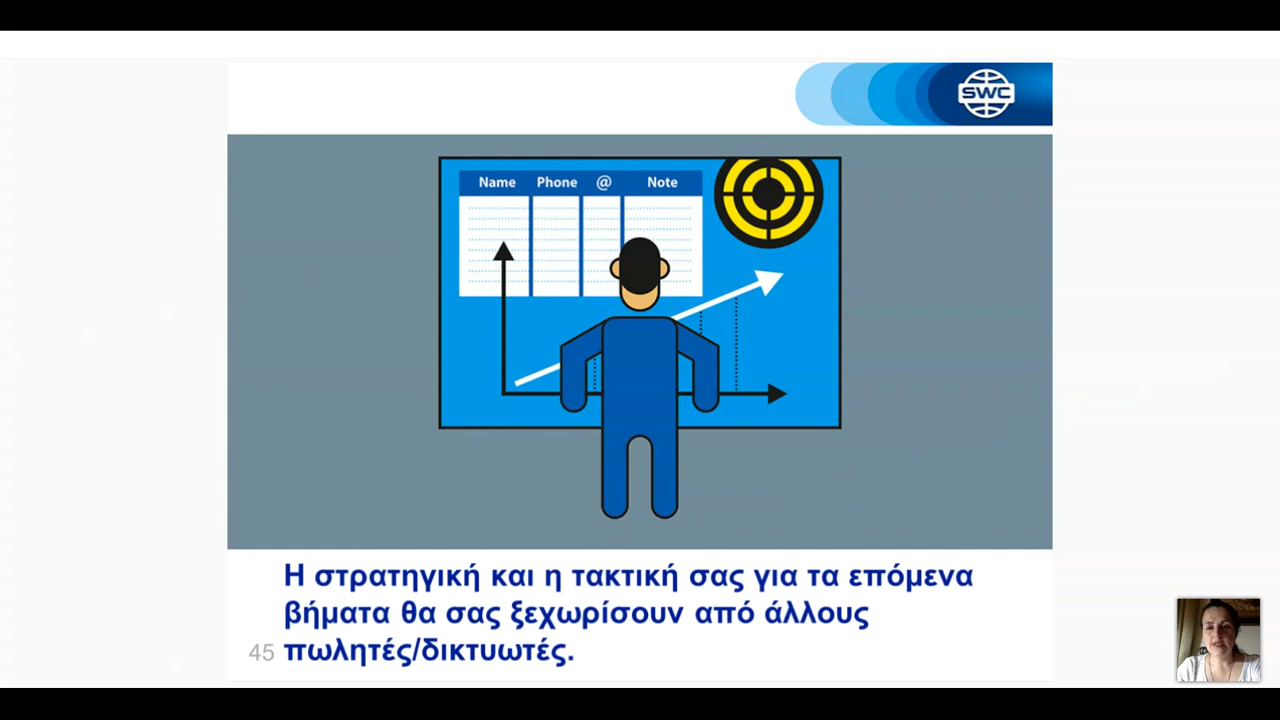 SWC
Name Phone @ Note
Η στρατηγική και η τακτική σας για τα επόμενα
βήματα θα σας ξεχωρίσουν από άλλους
45 πωλητές/δικτυωτές.